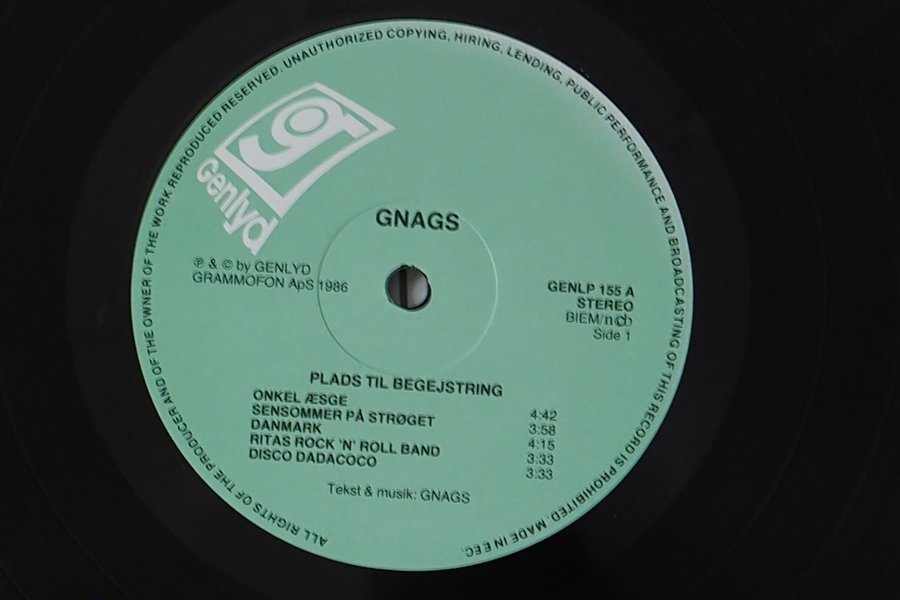 ALL RIGHTS OF THE PRODUCER AND OF THE OWNER OF THE WORK REPRODUCED RESERVED. UNAUTHORIZED COPYING, HIRING, LENDING, PUBLIC PERFORMANCE AND BROADCASTING OF THIS RECORD IS PROHIBITED. MADE IN EEC.
g
Genlyd
GNAGS
℗ & © by GENLYD
GRAMMOFON ApS 1986
GENLP 155 A
STEREO
BIEM/ncb
Side 1
PLADS TIL BEGEJSTRING
ONKEL ÆSGE 4:42
SENSOMMER PÅ STRØGET 3:58
DANMARK 4:15
RITAS ROCK 'N' ROLL BAND 3:33
DISCO DADACOCO 3:33
Tekst & musik: GNAGS